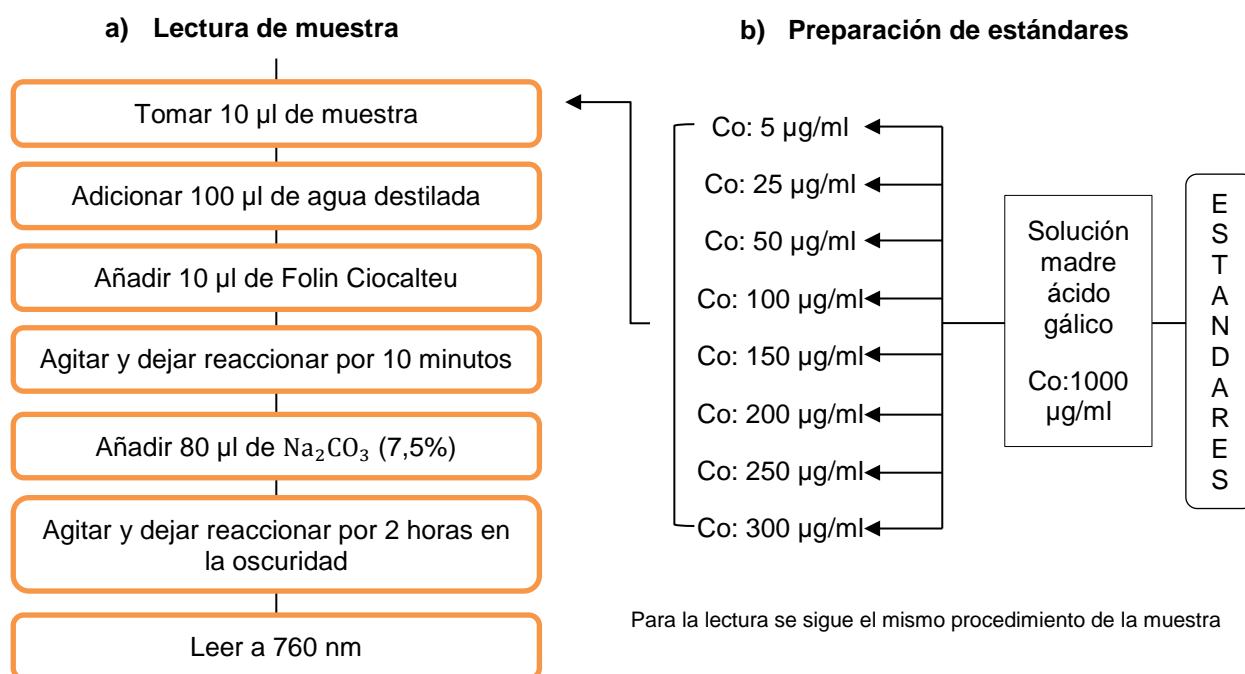 a) Lectura de muestra
Tomar 10 µl de muestra
Adicionar 100 µl de agua destilada
Añadir 10 µl de Folin Ciocalteu
Agitar y dejar reaccionar por 10 minutos
Añadir 80 µl de Na₂CO₃ (7,5%)
Agitar y dejar reaccionar por 2 horas en
la oscuridad
Leer a 760 nm
b) Preparación de estándares
Co: 5 µg/ml
Co: 25 µg/ml
Co: 50 µg/ml
Co: 100 µg/ml
Co: 150 µg/ml
Co: 200 µg/ml
Co: 250 µg/ml
Co: 300 µg/ml
Solución
madre
ácido
gálico
Co:1000
µg/ml
E
S
T
A
N
D
A
R
E
S
Para la lectura se sigue el mismo procedimiento de la muestra